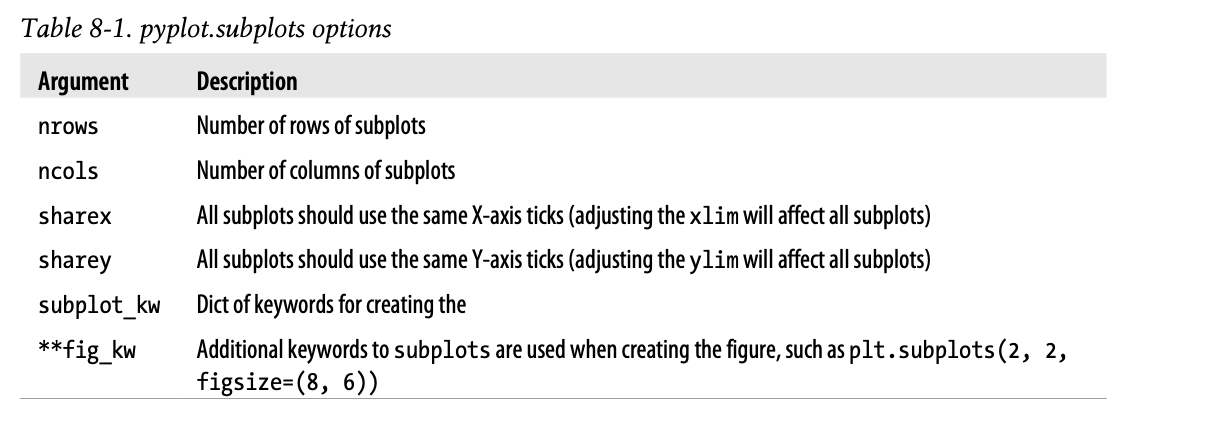 Table 8-1. pyplot.subplots options
Argument Description
nrows Number of rows of subplots
ncols Number of columns of subplots
sharex All subplots should use the same X-axis ticks (adjusting the xlim will affect all subplots)
sharey All subplots should use the same Y-axis ticks (adjusting the ylim will affect all subplots)
subplot_kw Dict of keywords for creating the
**fig_kw Additional keywords to subplots are used when creating the figure, such as plt.subplots(2, 2,
figsize=(8, 6))